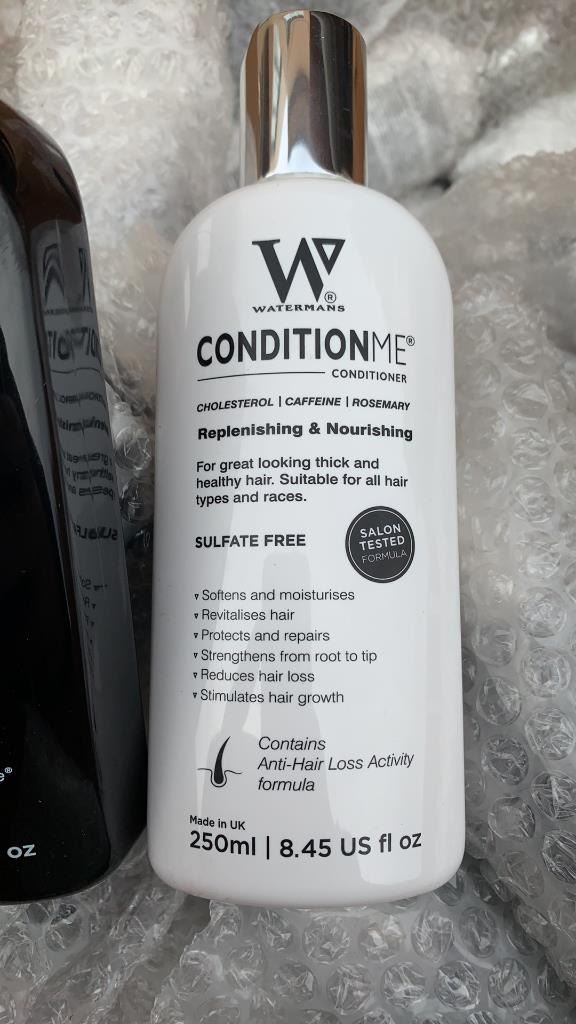 W
®
WATERMANS
CONDITIONME®
CONDITIONER
CHOLESTEROL | CAFFEINE | ROSEMARY
Replenishing & Nourishing
For great looking thick and
healthy hair. Suitable for all hair
types and races.
SULFATE FREE
SALON
TESTED
FORMULA
Softens and moisturises
Revitalises hair
Protects and repairs
Strengthens from root to tip
Reduces hair loss
Stimulates hair growth
Contains
Anti-Hair Loss Activity
formula
Made in UK
250ml | 8.45 US fl oz
oz